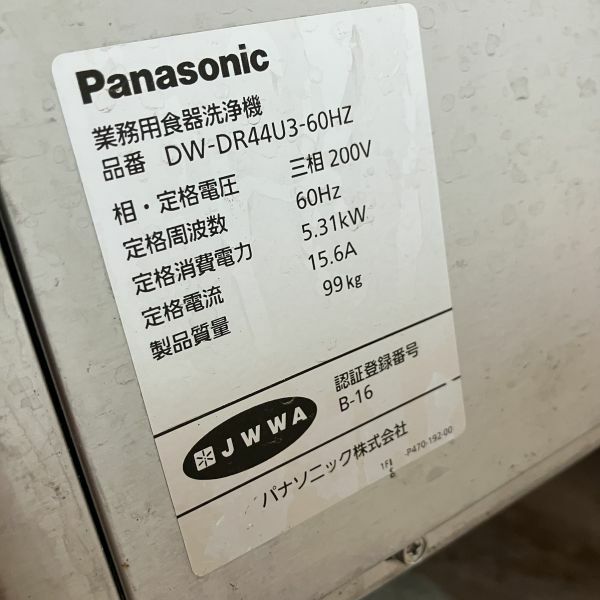 Panasonic
業務用食器洗浄機
品番 DW-DR44U3-60HZ
相・定格電圧 三相 200V
定格周波数 60Hz
定格消費電力 5.31kW
定格電流 15.6A
製品質量 99kg
JWWA
認証登録番号
B-16
パナソニック株式会社
-P470-192-00